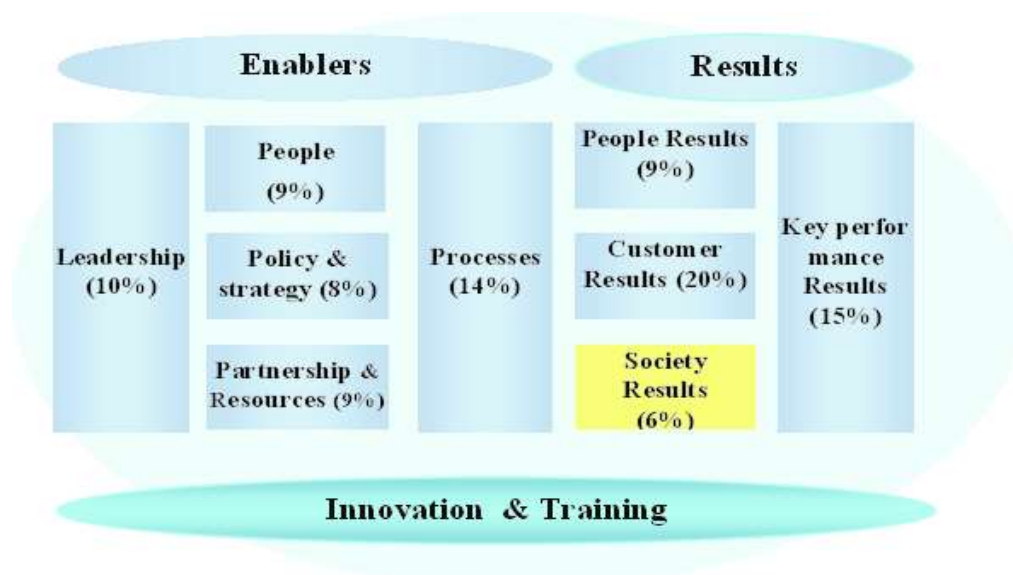 Enablers
Results
Leadership
(10%)
People
(9%)
Policy &
strategy (8%)
Partnership &
Resources (9%)
Processes
(14%)
People Results
(9%)
Customer
Results (20%)
Society
Results
(6%)
Key perfor
mance
Results
(15%)
Innovation & Training